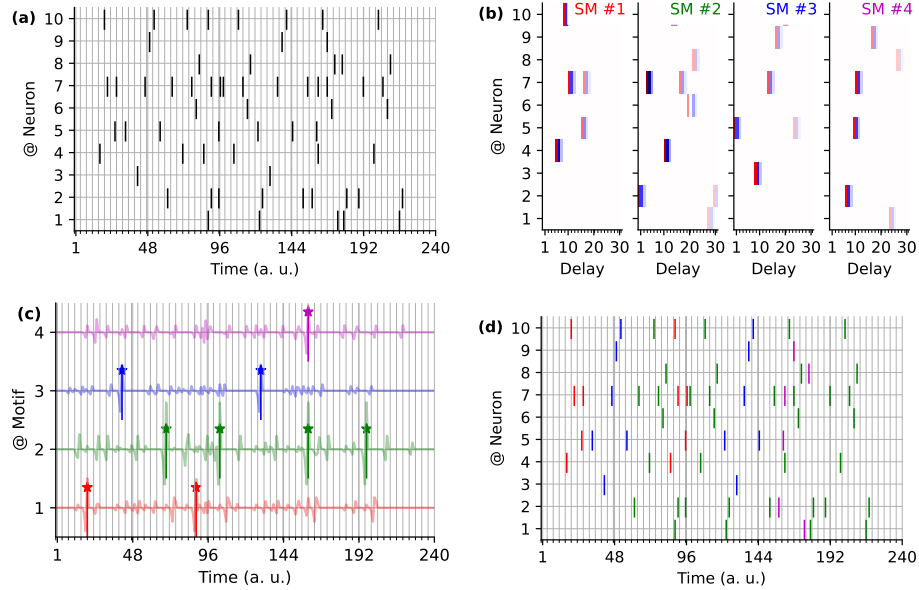 (a)
@ Neuron
10
9
8
7
6
5
4
3
2
1
1 48 96 144 192 240
Time (a. u.)
(b)
@ Neuron
10
9
8
7
6
5
4
3
2
1
SM #1 SM #2 SM #3 SM #4
1 10 20 30 1 10 20 30 1 10 20 30 1 10 20 30
Delay Delay Delay Delay
(c)
@ Motif
4
3
2
1
1 48 96 144 192 240
Time (a. u.)
(d)
@ Neuron
10
9
8
7
6
5
4
3
2
1
1 48 96 144 192 240
Time (a. u.)